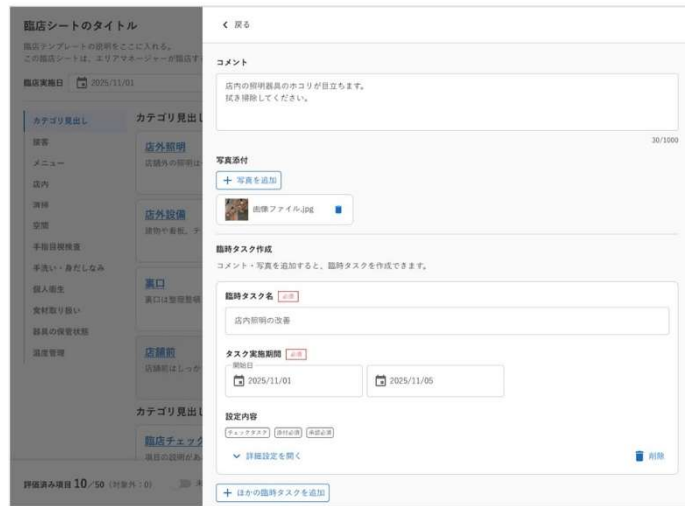 臨店シートのタイトル
臨店テンプレートの説明をここに入れる。
この臨店シートは、エリアマネージャーが臨店す
臨店実施日 2025/11/01
カテゴリ見出し
接客
メニュー
店内
清掃
空間
手指目視検査
手洗い・身だしなみ
個人衛生
食材取り扱い
器具の保管状態
温度管理
カテゴリ見出し
店外照明
店舗外の照明は
店外設備
建物や看板、
裏口
裏口は整理整頓
店舗前
店舗前はしっか
カテゴリ見出し
臨店チェック
項目の説明があ
評価済み項目 10/50 (対象外:0)
戻る
コメント
店内の照明器具のホコリが目立ちます。
拭き掃除してください。
30/1000
写真添付
+ 写真を追加
画像ファイル.jpg
臨時タスク作成
コメント・写真を追加すると、臨時タスクを作成できます。
臨時タスク名 必須
店内照明の改善
タスク実施期間 必須
開始日
2025/11/01 2025/11/05
設定内容
チェックタスク 添付必須 承認必須
詳細設定を開く 削除
+ ほかの臨時タスクを追加